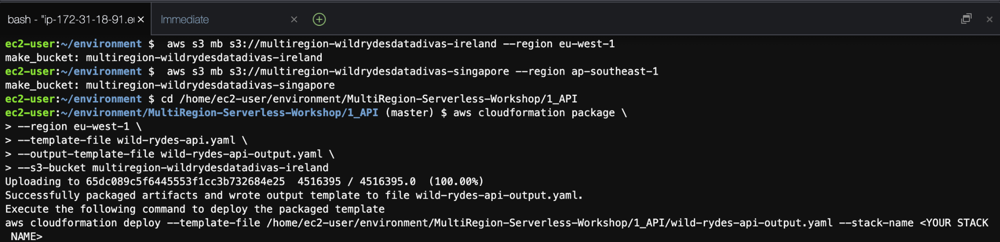 bash - "ip-172-31-18-91.e
Immediate
ec2-user:~/environment $  aws s3 mb s3://multiregion-wildrydesdatadivas-ireland --region eu-west-1
make_bucket: multiregion-wildrydesdatadivas-ireland
ec2-user:~/environment $  aws s3 mb s3://multiregion-wildrydesdatadivas-singapore --region ap-southeast-1
make_bucket: multiregion-wildrydesdatadivas-singapore
ec2-user:~/environment $ cd /home/ec2-user/environment/MultiRegion-Serverless-Workshop/1_API
ec2-user:~/environment/MultiRegion-Serverless-Workshop/1_API (master) $ aws cloudformation package \
> --region eu-west-1 \
> --template-file wild-rydes-api.yaml \
> --output-template-file wild-rydes-api-output.yaml \
> --s3-bucket multiregion-wildrydesdatadivas-ireland
Uploading to 65dc089c5f6445553f1cc3b732684e25  4516395 / 4516395.0  (100.00%)
Successfully packaged artifacts and wrote output template to file wild-rydes-api-output.yaml.
Execute the following command to deploy the packaged template
aws cloudformation deploy --template-file /home/ec2-user/environment/MultiRegion-Serverless-Workshop/1_API/wild-rydes-api-output.yaml --stack-name <YOUR STACK
 NAME>